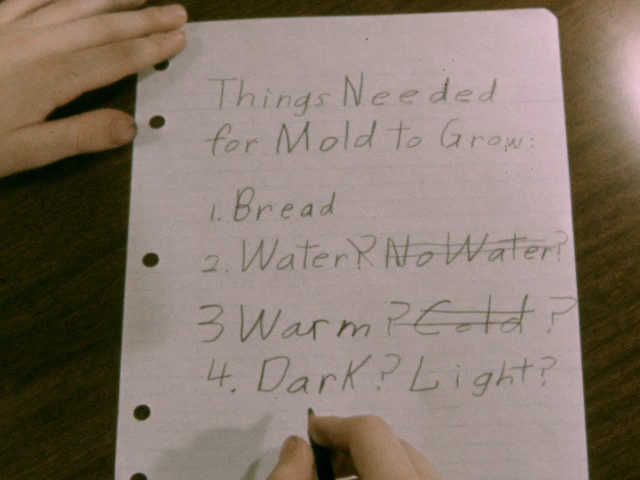 Things Needed
for Mold to Grow:
1. Bread
2. Water? No Water?
3 Warm? Cold?
4. Dark? Light?